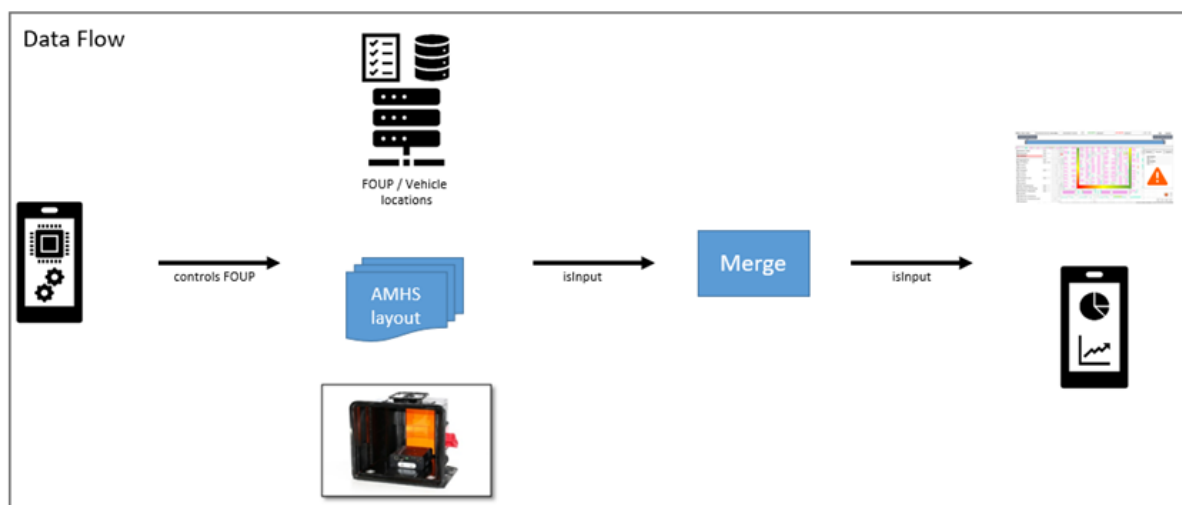 Data Flow
FOUP / Vehicle
locations
controls FOUP
AMHS
layout
isInput
Merge
isInput